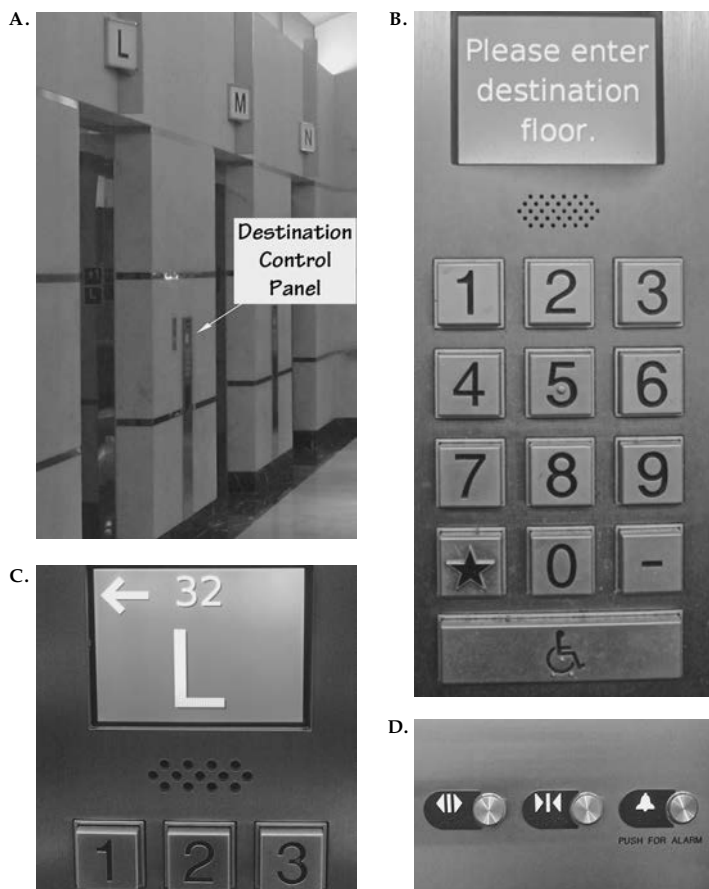 A.
L
M
N
Destination
Control
Panel
L
B.
Please enter
destination
floor.
1 2 3
4 5 6
7 8 9
★ 0 -
C.
← 32
L
1 2 3
D.
PUSH FOR ALARM